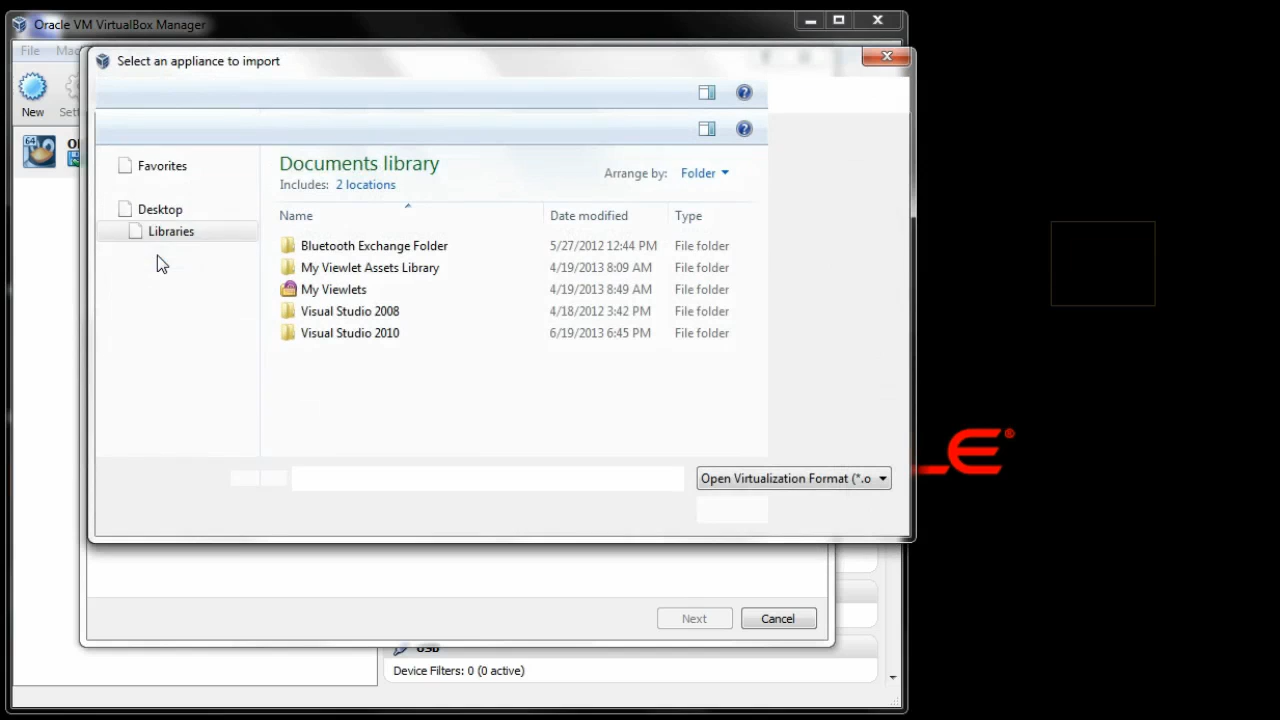 Oracle VM VirtualBox Manager
File
Select an appliance to import
New
64
Favorites
Documents library
Arrange by: Folder
Includes: 2 locations
Desktop
Libraries
Name Date modified Type
Bluetooth Exchange Folder 5/27/2012 12:44 PM File folder
My Viewlet Assets Library 4/19/2013 8:09 AM File folder
My Viewlets 4/19/2013 8:49 AM File folder
Visual Studio 2008 4/18/2012 3:42 PM File folder
Visual Studio 2010 6/19/2013 6:45 PM File folder
E®
Open Virtualization Format (*.o
Next Cancel
USB
Device Filters: 0 (0 active)